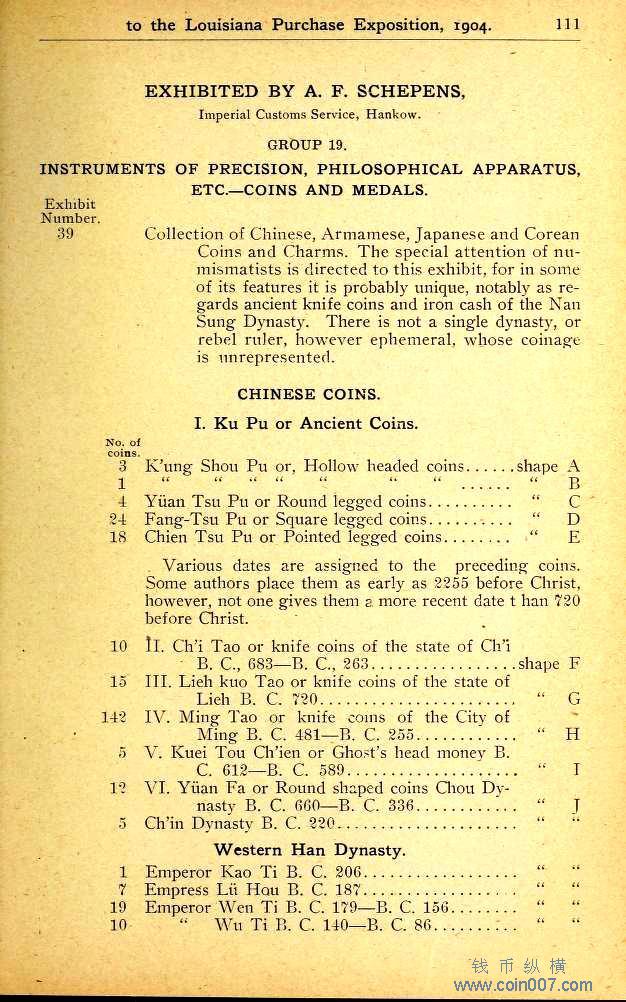 to the Louisiana Purchase Exposition, 1904. 111
EXHIBITED BY A. F. SCHEPENS,
Imperial Customs Service, Hankow.
GROUP 19.
INSTRUMENTS OF PRECISION, PHILOSOPHICAL APPARATUS,
ETC.—COINS AND MEDALS.
Exhibit
Number.
39 Collection of Chinese, Armamese, Japanese and Corean
Coins and Charms. The special attention of nu-
mismatists is directed to this exhibit, for in some
of its features it is probably unique, notably as re-
gards ancient knife coins and iron cash of the Nan
Sung Dynasty. There is not a single dynasty, or
rebel ruler, however ephemeral, whose coinage
is unrepresented.
CHINESE COINS.
I. Ku Pu or Ancient Coins.
No. of
coins.
3 K'ung Shou Pu or, Hollow headed coins......shape A
1 “ “ “ “ “ “ “ ...... “ B
4 Yüan Tsu Pu or Round legged coins.......... “ C
24 Fang-Tsu Pu or Square legged coins.......... “ D
18 Chien Tsu Pu or Pointed legged coins........ “ E
Various dates are assigned to the preceding coins.
Some authors place them as early as 2255 before Christ,
however, not one gives them a more recent date t han 720
before Christ.
10 II. Ch'i Tao or knife coins of the state of Ch'i
B. C., 683—B. C., 263.................shape F
15 III. Lieh kuo Tao or knife coins of the state of
Lieh B. C. 720....................... “ G
142 IV. Ming Tao or knife coins of the City of
Ming B. C. 481—B. C. 255............ “ H
5 V. Kuei Tou Ch'ien or Ghost's head money B.
C. 612—B. C. 589.................... “ I
12 VI. Yüan Fa or Round shaped coins Chou Dy-
nasty B. C. 660—B. C. 336............ “ J
5 Ch'in Dynasty B. C. 220..................... “ “
Western Han Dynasty.
1 Emperor Kao Ti B. C. 206.................. “ “
7 Empress Lü Hou B. C. 187.................. “ “
19 Emperor Wen Ti B. C. 179—B. C. 156........ “ “
10 “ Wu Ti B. C. 140—B. C. 86.......... “ “
钱币纵横
www.coin007.com